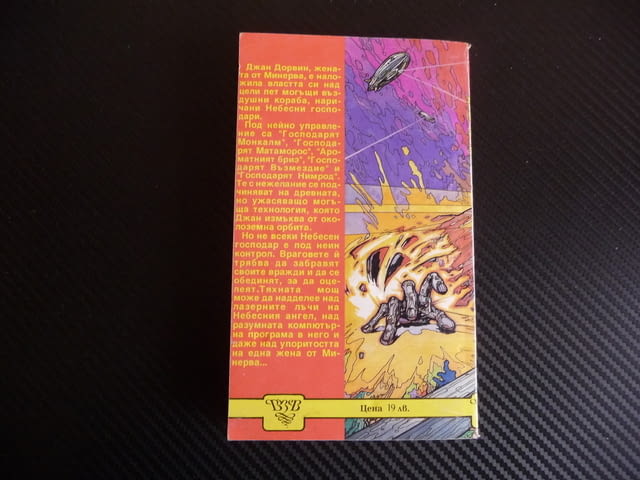 Джан Дорвин, жена-
та от Минерва, е нало-
жила властта си над
цели пет могъщи въз-
душни кораба, нари-
чани Небесни госпо-
дари.
Под нейно управле-
ние са "Господарят
Монкалм", "Господа-
рят Матаморос", "Аро-
матният бриз", "Госпо-
дарят Възмездие" и
"Господарят Нимрод".
Те с нежелание се под-
чиняват на древната,
но ужасяващо могъ-
ща технология, която
Джан измъква от око-
лоземна орбита.
Но не всеки Небесен
господар е под неин
контрол. Враговете ѝ
трябва да забравят
своите вражди и да се
обединят, за да оце-
леят.Тяхната мощ
може да надделее над
лазерните лъчи на
Небесния ангел, над
разумната компютър-
на програма в него и
даже над упоритостта
на една жена от Ми-
нерва...
ВЗВ
Цена 19 лв.